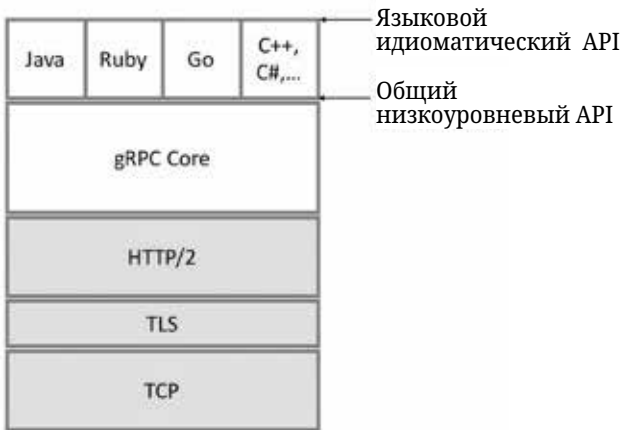 Языковой
идиоматический API
Java
Ruby
Go
C++,
C#,...
Общий
низкоуровневый API
gRPC Core
HTTP/2
TLS
TCP